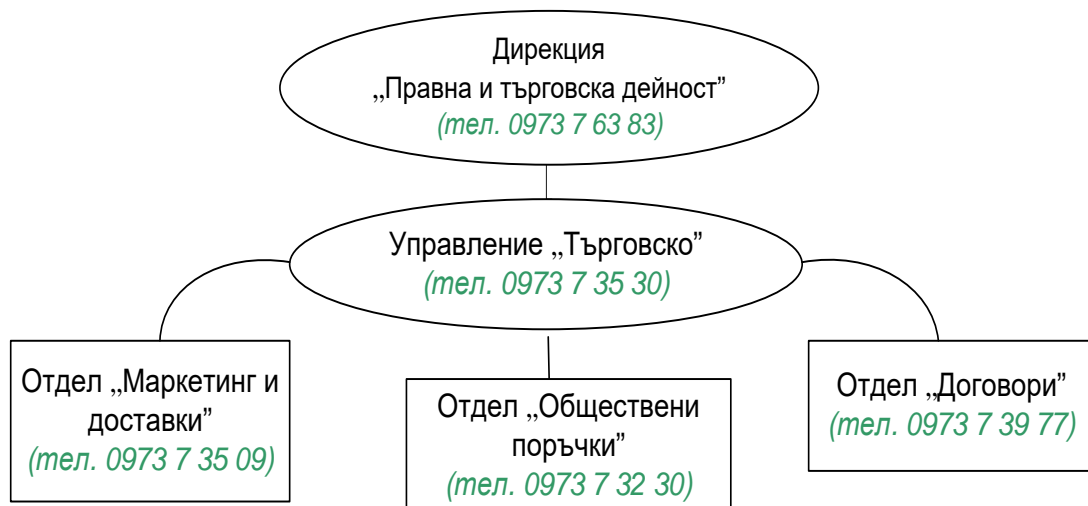 Дирекция
„Правна и търговска дейност”
(тел. 0973 7 63 83)
Управление „Търговско”
(тел. 0973 7 35 30)
Отдел „Маркетинг и
доставки”
(тел. 0973 7 35 09)
Отдел „Обществени
поръчки”
(тел. 0973 7 32 30)
Отдел „Договори”
(тел. 0973 7 39 77)